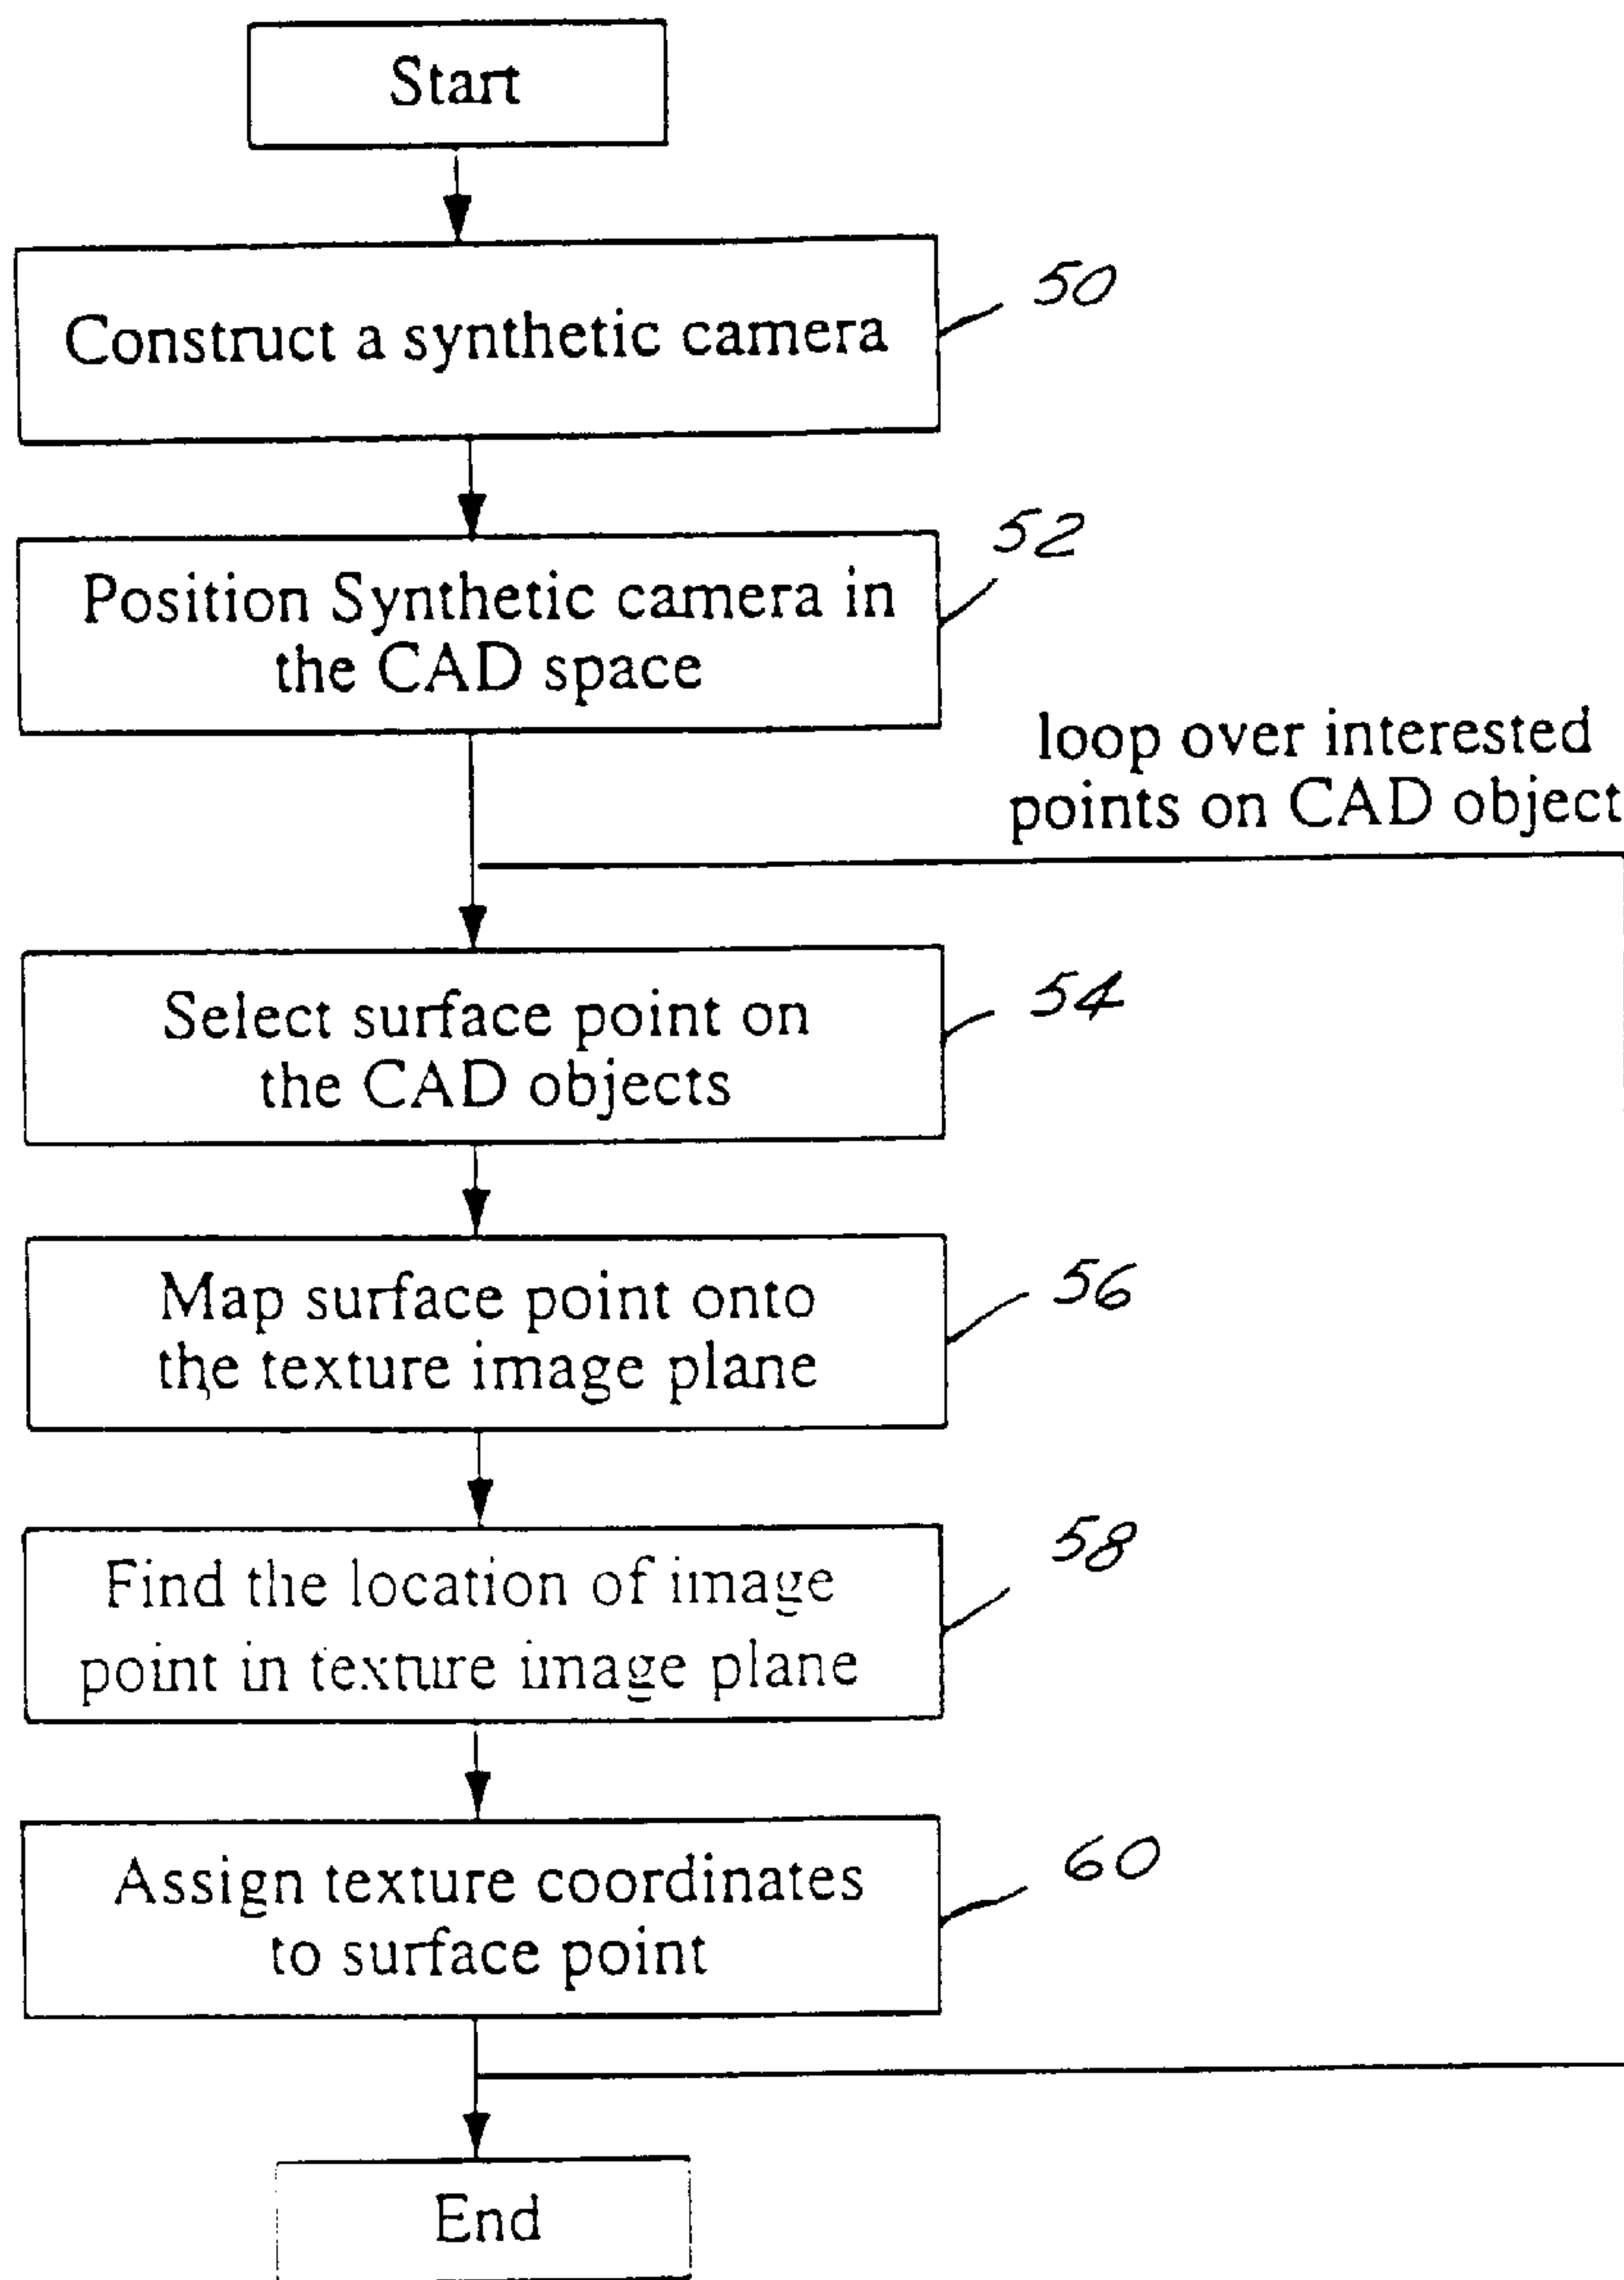 Start
Construct a synthetic camera
50
Position Synthetic camera in
the CAD space
52
loop over interested
points on CAD object
Select surface point on
the CAD objects
54
Map surface point onto
the texture image plane
56
Find the location of image
point in texture image plane
58
Assign texture coordinates
to surface point
60
End